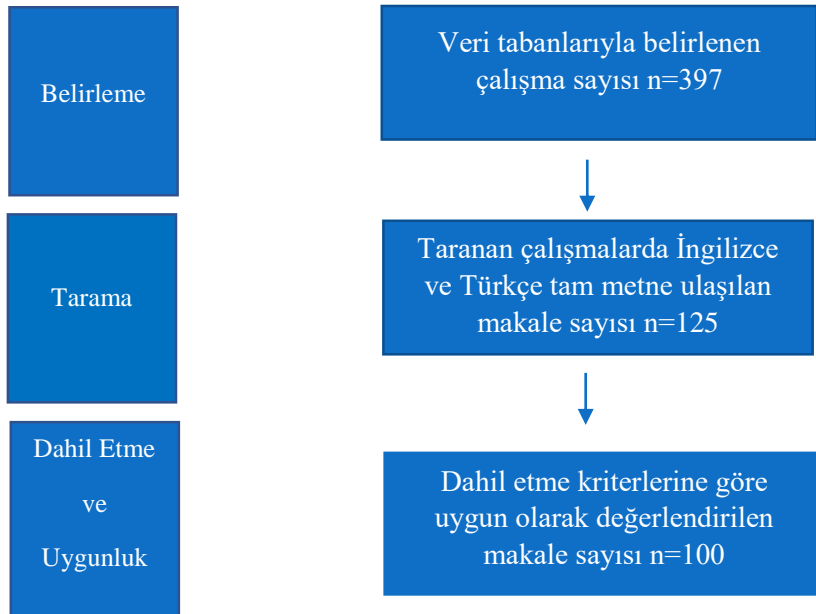 Belirleme
Veri tabanlarıyla belirlenen
çalışma sayısı n=397
Tarama
Taranan çalışmalarda İngilizce
ve Türkçe tam metne ulaşılan
makale sayısı n=125
Dahil Etme
ve
Uygunluk
Dahil etme kriterlerine göre
uygun olarak değerlendirilen
makale sayısı n=100